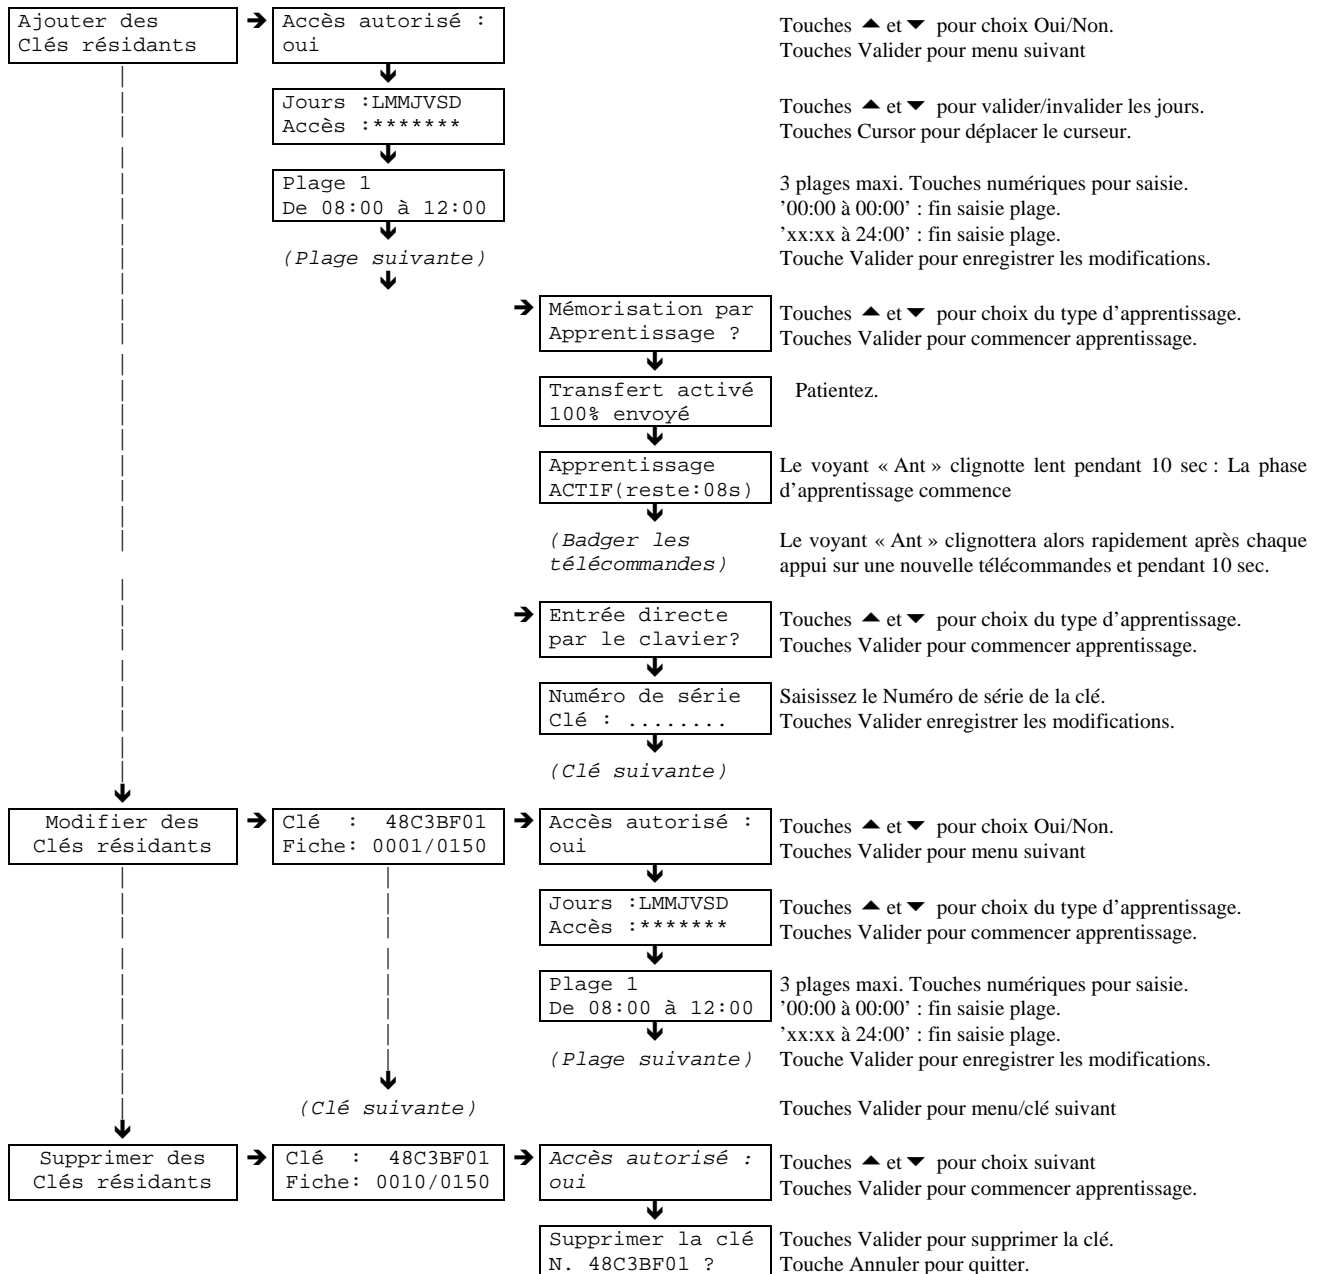 Ajouter des
Clés résidants
Accès autorisé :
oui
Touches ▲ et ▼ pour choix Oui/Non.
Touches Valider pour menu suivant
Jours :LMMJVSD
Accès :*******
Touches ▲ et ▼ pour valider/invalider les jours.
Touches Cursor pour déplacer le curseur.
Plage 1
De 08:00 à 12:00
(Plage suivante)
3 plages maxi. Touches numériques pour saisie.
’00:00 à 00:00’ : fin saisie plage.
’xx:xx à 24:00’ : fin saisie plage.
Touche Valider pour enregistrer les modifications.
Mémorisation par
Apprentissage ?
Touches ▲ et ▼ pour choix du type d’apprentissage.
Touches Valider pour commencer apprentissage.
Transfert activé
100% envoyé
Patientez.
Apprentissage
ACTIF(reste:08s)
Le voyant « Ant » clignotte lent pendant 10 sec : La phase
d’apprentissage commence
(Badger les
télécommandes)
Le voyant « Ant » clignottera alors rapidement après chaque
appui sur une nouvelle télécommandes et pendant 10 sec.
Entrée directe
par le clavier?
Touches ▲ et ▼ pour choix du type d’apprentissage.
Touches Valider pour commencer apprentissage.
Numéro de série
Clé : ........
Saisissez le Numéro de série de la clé.
Touches Valider enregistrer les modifications.
(Clé suivante)
Modifier des
Clés résidants
Clé : 48C3BF01
Fiche: 0001/0150
Accès autorisé :
oui
Touches ▲ et ▼ pour choix Oui/Non.
Touches Valider pour menu suivant
Jours :LMMJVSD
Accès :*******
Touches ▲ et ▼ pour choix du type d’apprentissage.
Touches Valider pour commencer apprentissage.
Plage 1
De 08:00 à 12:00
(Plage suivante)
3 plages maxi. Touches numériques pour saisie.
’00:00 à 00:00’ : fin saisie plage.
’xx:xx à 24:00’ : fin saisie plage.
Touche Valider pour enregistrer les modifications.
(Clé suivante)
Touches Valider pour menu/clé suivant
Supprimer des
Clés résidants
Clé : 48C3BF01
Fiche: 0010/0150
Accès autorisé :
oui
Touches ▲ et ▼ pour choix suivant
Touches Valider pour commencer apprentissage.
Supprimer la clé
N. 48C3BF01 ?
Touches Valider pour supprimer la clé.
Touche Annuler pour quitter.